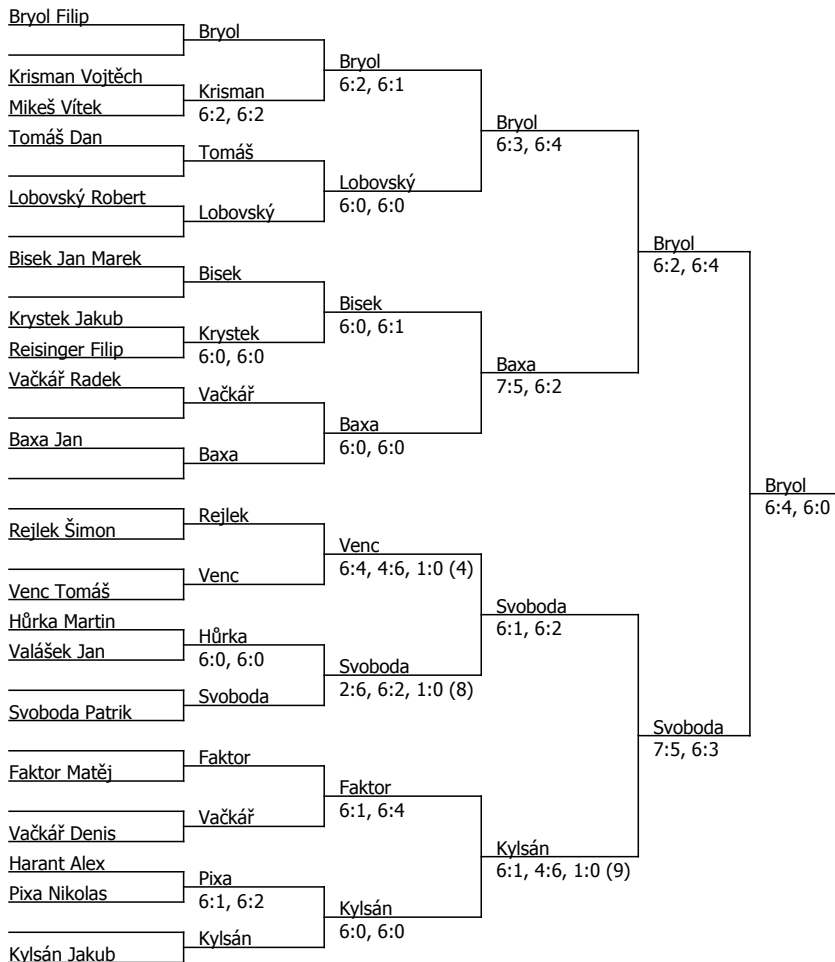 Bryol Filip
Krisman Vojtěch
Mikeš Vítek
Tomáš Dan
Lobovský Robert
Bisek Jan Marek
Krystek Jakub
Reisinger Filip
Vačkář Radek
Baxa Jan
Rejlek Šimon
Venc Tomáš
Hůrka Martin
Valášek Jan
Svoboda Patrik
Faktor Matěj
Vačkář Denis
Harant Alex
Pixa Nikolas
Kylsán Jakub
Bryol
Krisman
6:2, 6:2
Tomáš
Lobovský
Bisek
Krystek
6:0, 6:0
Vačkář
Baxa
Rejlek
Venc
Hůrka
6:0, 6:0
Svoboda
Faktor
Vačkář
Pixa
6:1, 6:2
Kylsán
Bryol
6:2, 6:1
Lobovský
6:0, 6:0
Bisek
6:0, 6:1
Baxa
6:0, 6:0
Venc
6:4, 4:6, 1:0 (4)
Svoboda
2:6, 6:2, 1:0 (8)
Faktor
6:1, 6:4
Kylsán
6:0, 6:0
Bryol
6:3, 6:4
Baxa
7:5, 6:2
Svoboda
6:1, 6:2
Kylsán
6:1, 4:6, 1:0 (9)
Bryol
6:2, 6:4
Svoboda
7:5, 6:3
Bryol
6:4, 6:0